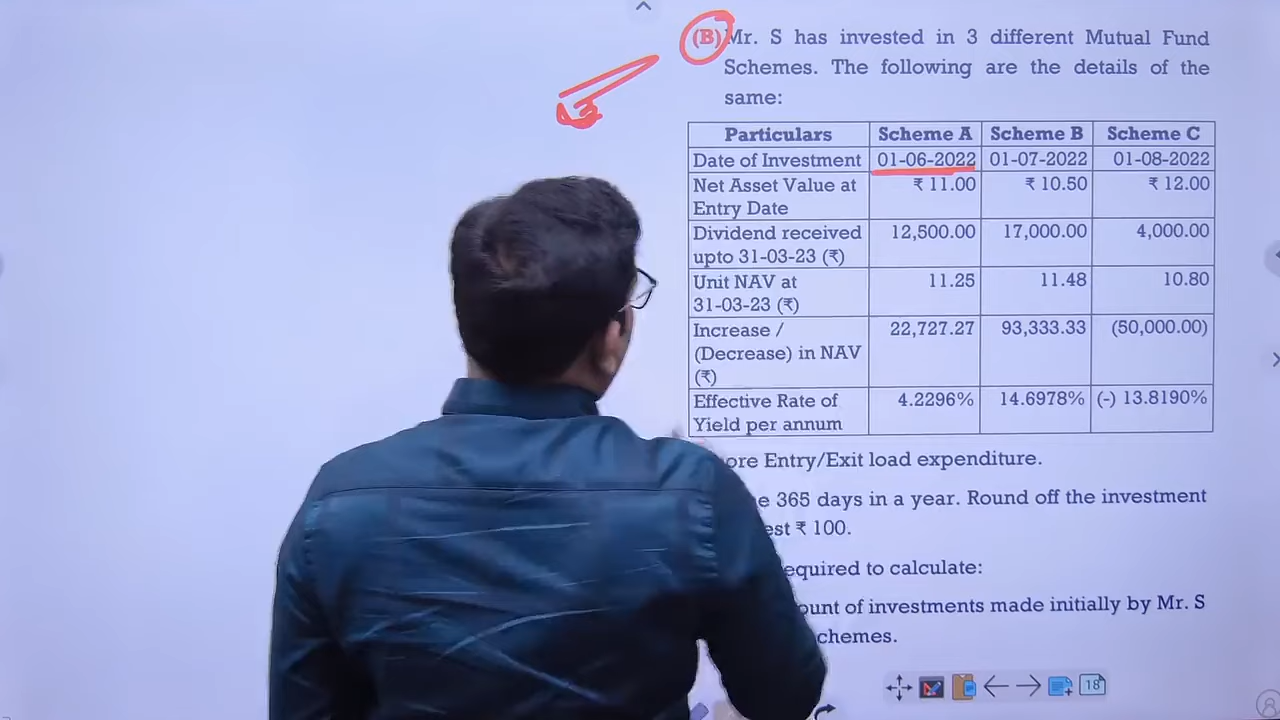 (B) Mr. S has invested in 3 different Mutual Fund
Schemes. The following are the details of the
same:
Particulars Scheme A Scheme B Scheme C
Date of Investment 01-06-2022 01-07-2022 01-08-2022
Net Asset Value at ₹ 11.00 ₹ 10.50 ₹ 12.00
Entry Date
Dividend received 12,500.00 17,000.00 4,000.00
upto 31-03-23 (₹)
Unit NAV at 11.25 11.48 10.80
31-03-23 (₹)
Increase / 22,727.27 93,333.33 (50,000.00)
(Decrease) in NAV
(₹)
Effective Rate of 4.2296% 14.6978% (-) 13.8190%
Yield per annum
Entry/Exit load expenditure.
365 days in a year. Round off the investment
₹ 100.
to calculate:
of investments made initially by Mr. S
18